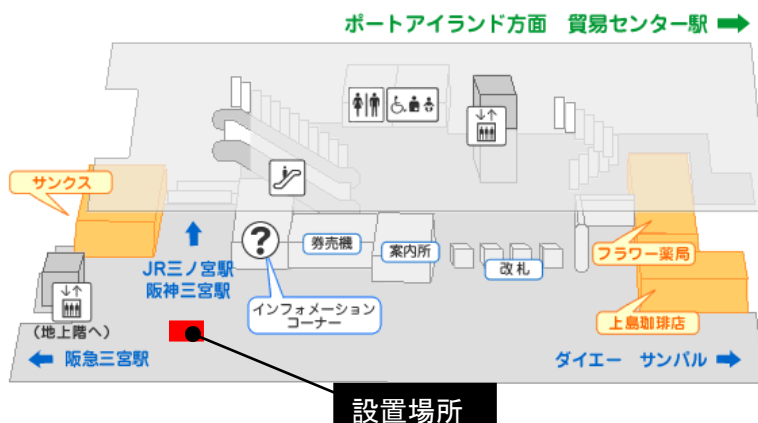 ポートアイランド方面　貿易センター駅
サンクス
JR三ノ宮駅
阪神三宮駅
?
券売機
案内所
改札
フラワー薬局
インフォメーション
コーナー
上島珈琲店
(地上階へ)
阪急三宮駅
ダイエー　サンパル
設置場所